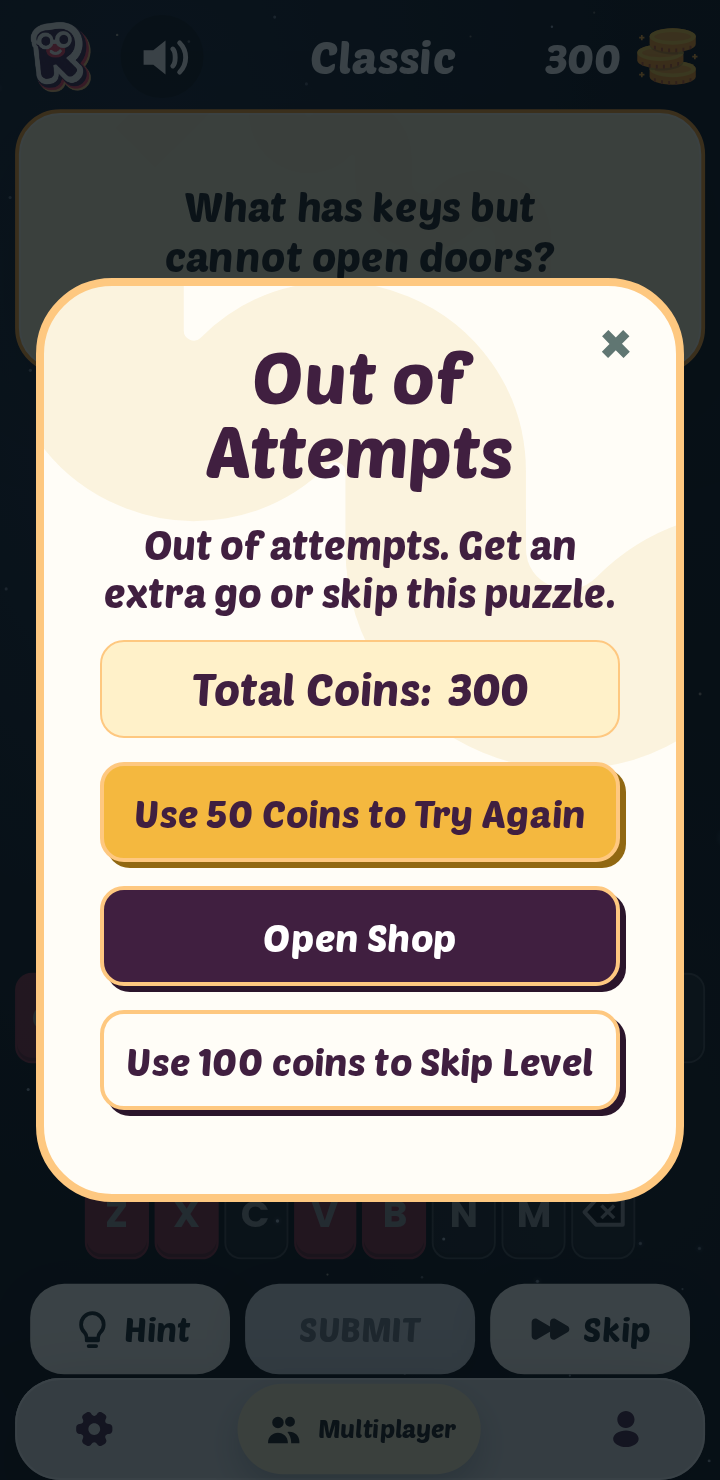 R
Classic
300
What has keys but
cannot open doors?
Out of
Attempts
Out of attempts. Get an
extra go or skip this puzzle.
Total Coins: 300
Use 50 Coins to Try Again
Open Shop
Use 100 coins to Skip Level
Z X C V B N M
Hint
SUBMIT
Skip
Multiplayer